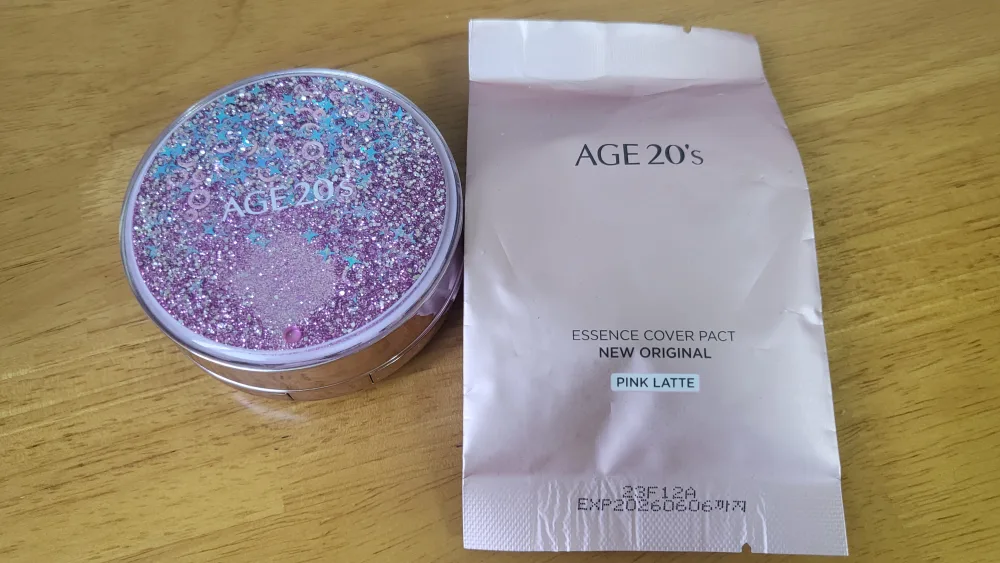 AGE 20's
AGE 20's
ESSENCE COVER PACT
NEW ORIGINAL
PINK LATTE
23F12A
EXP20260606까지